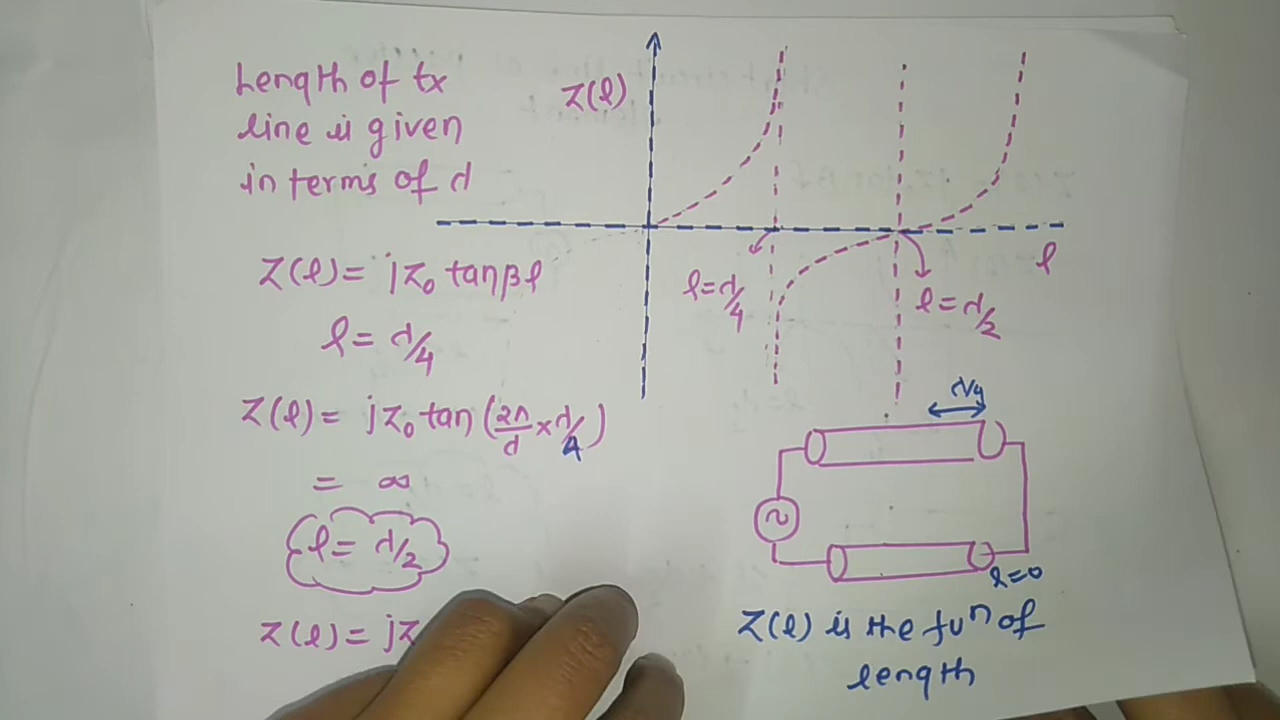 Length of tx
line is given
in terms of λ
Z(l) = jZ₀ tanβl
l = λ/4
Z(l) = jZ₀ tan (2π/λ × λ/4)
= ∞
l = λ/2
Z(l) = jZ
Z(l)
l = λ/4
l = λ/2
l
λ/4
~
l=0
Z(l) is the fuⁿ of
length